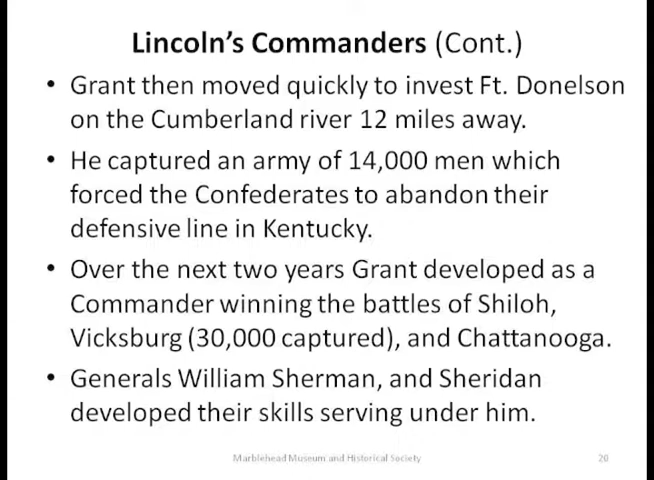 Lincoln's Commanders (Cont.)
• Grant then moved quickly to invest Ft. Donelson
on the Cumberland river 12 miles away.
• He captured an army of 14,000 men which
forced the Confederates to abandon their
defensive line in Kentucky.
• Over the next two years Grant developed as a
Commander winning the battles of Shiloh,
Vicksburg (30,000 captured), and Chattanooga.
• Generals William Sherman, and Sheridan
developed their skills serving under him.
Marblehead Museum and Historical Society
20